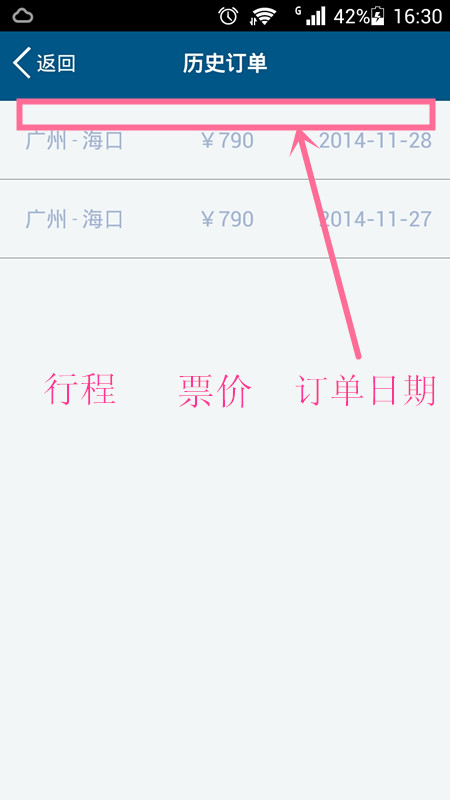 G 42% 16:30
返回 历史订单
广州 - 海口 ￥790 2014-11-28
广州 - 海口 ￥790 2014-11-27
行程 票价 订单日期